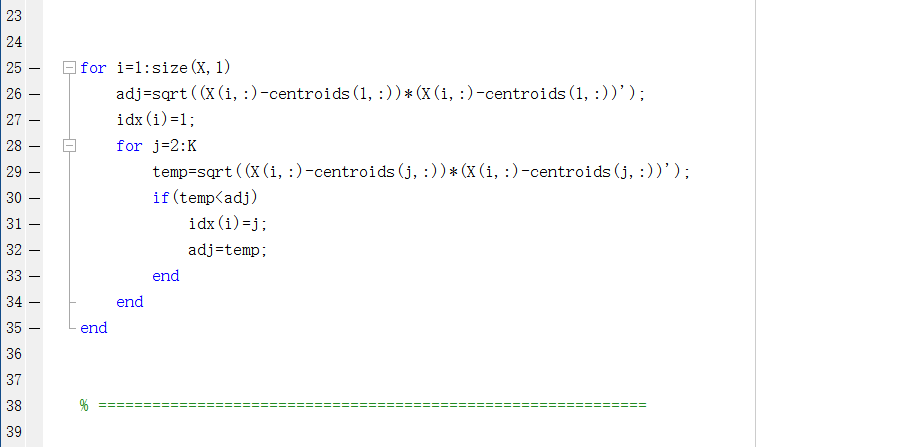 23
24
25 — for i=1:size(X,1)
26 — adj=sqrt((X(i,:)-centroids(1,:))*(X(i,:)-centroids(1,:))');
27 — idx(i)=1;
28 — for j=2:K
29 — temp=sqrt((X(i,:)-centroids(j,:))*(X(i,:)-centroids(j,:))');
30 — if(temp<adj)
31 — idx(i)=j;
32 — adj=temp;
33 — end
34 — end
35 — end
36
37
38 % =============================================================
39